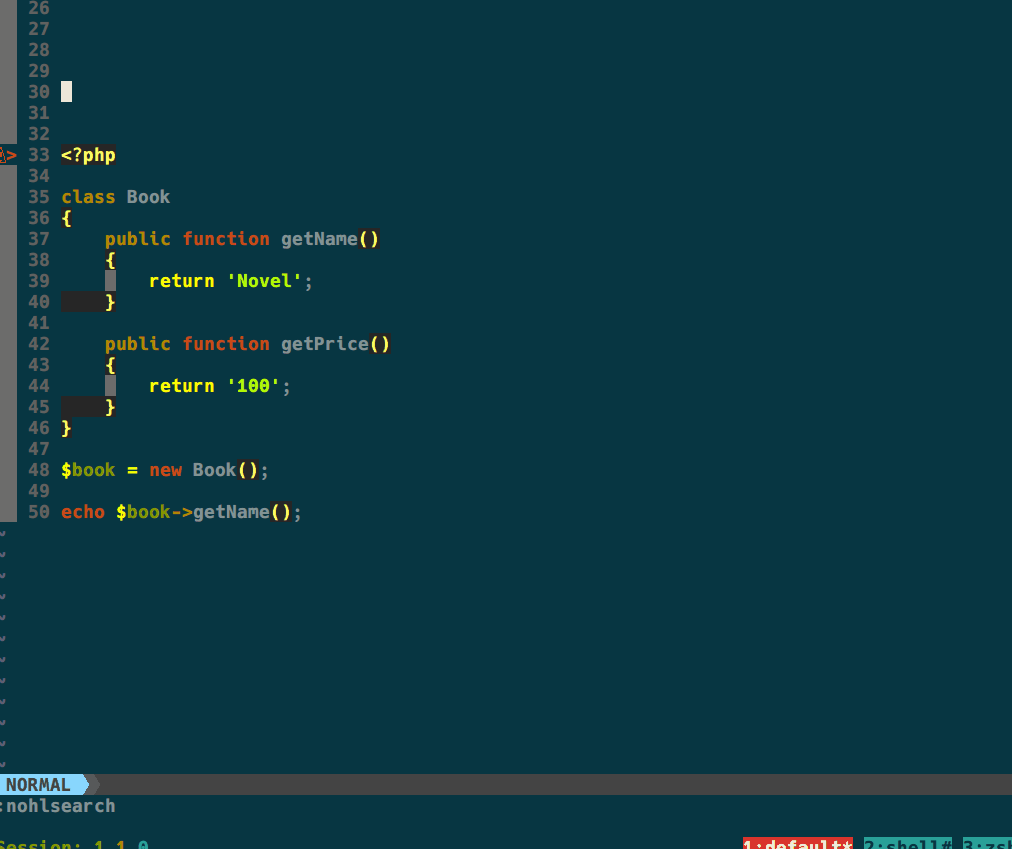 26
27
28
29
30
31
32
> 33 <?php
34
35 class Book
36 {
37     public function getName()
38     {
39         return 'Novel';
40     }
41
42     public function getPrice()
43     {
44         return '100';
45     }
46 }
47
48 $book = new Book();
49
50 echo $book->getName();
~
~
~
~
~
~
~
~
~
~
~
~
NORMAL
:nohlsearch
Session: 1 1 0 1:default* 2:shell# 3:zsh